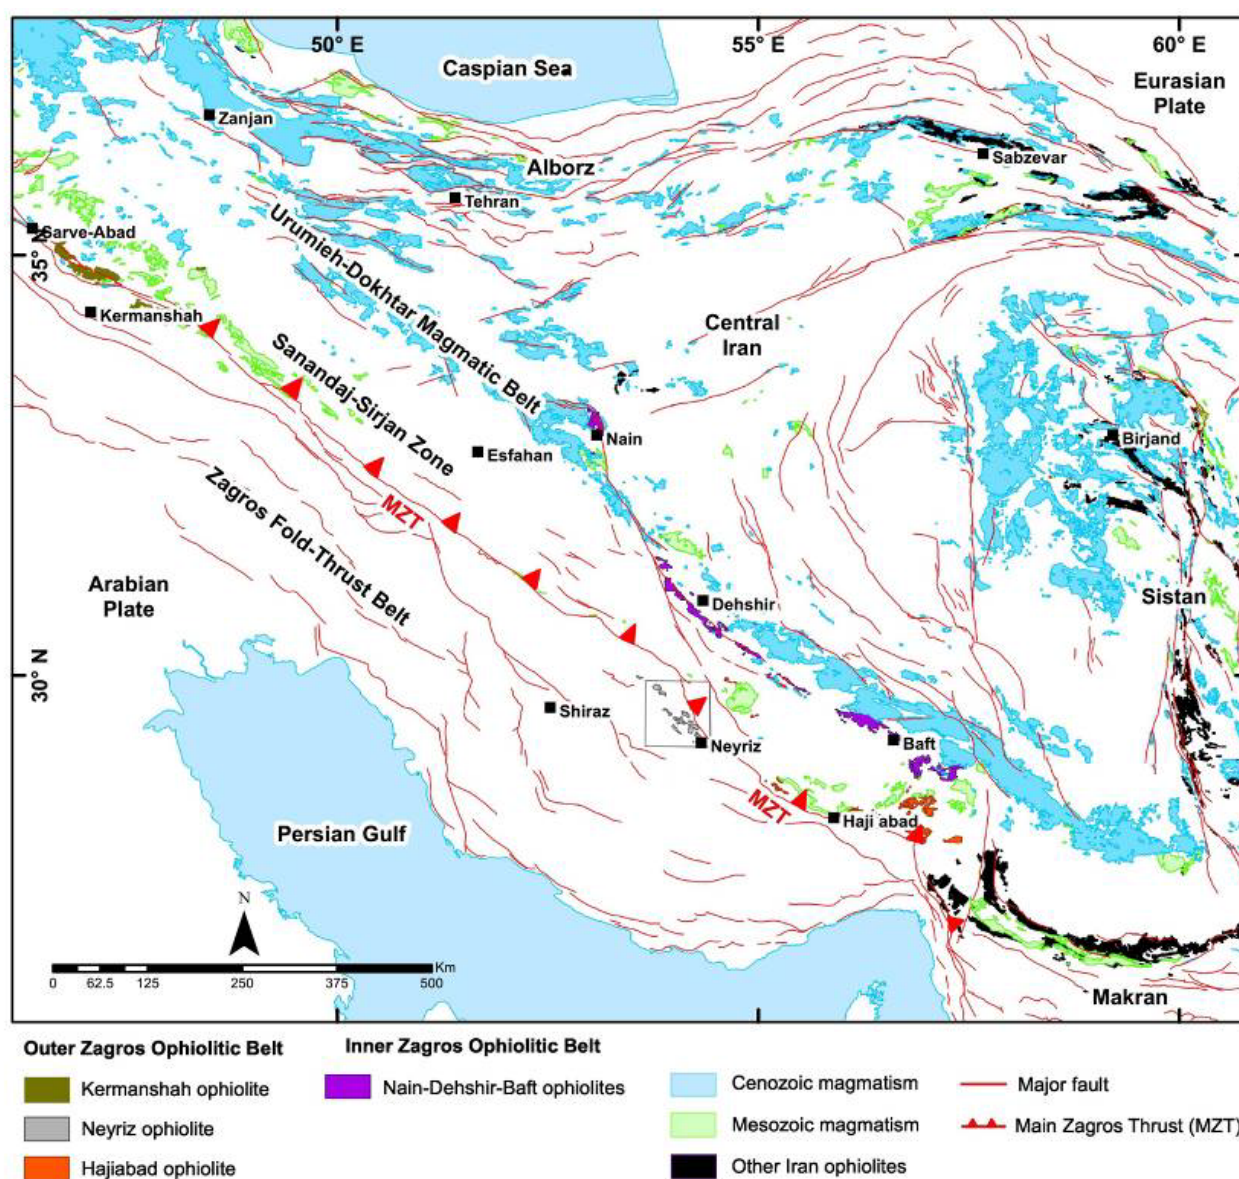 50° E
55° E
60° E
Caspian Sea
Eurasian
Plate
Zanjan
Alborz
Sabzevar
Tehran
Sarve-Abad
35° N
Urumieh-Dokhtar Magmatic Belt
Kermanshah
Central
Iran
Sanandaj-Sirjan Zone
Nain
Birjand
Esfahan
MZT
Zagros Fold-Thrust Belt
Arabian
Plate
Dehshir
Sistan
30° N
Shiraz
Neyriz
Baft
MZT
Haji abad
Persian Gulf
N
Km
0 62.5 125 250 375 500
Makran
Outer Zagros Ophiolitic Belt
Kermanshah ophiolite
Neyriz ophiolite
Hajiabad ophiolite
Inner Zagros Ophiolitic Belt
Nain-Dehshir-Baft ophiolites
Cenozoic magmatism
Mesozoic magmatism
Other Iran ophiolites
Major fault
Main Zagros Thrust (MZT)